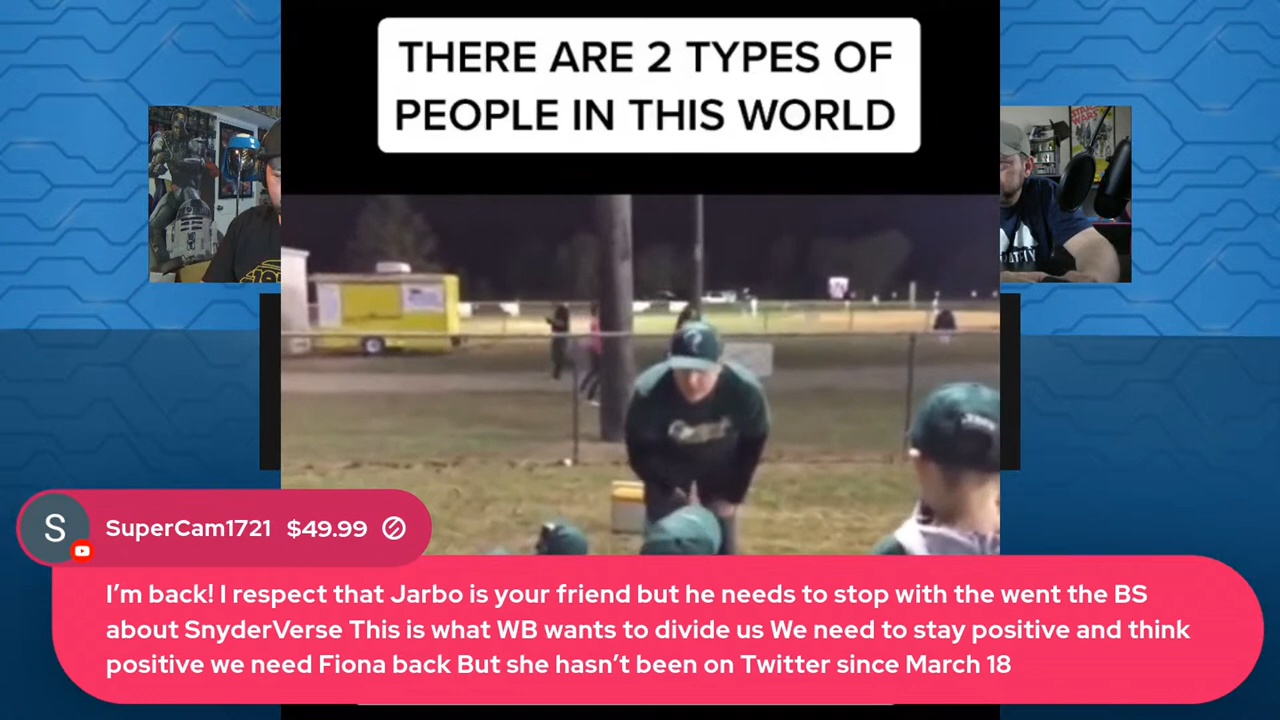 THERE ARE 2 TYPES OF
PEOPLE IN THIS WORLD
STAR
WARS
S
SuperCam1721 $49.99
I'm back! I respect that Jarbo is your friend but he needs to stop with the went the BS
about SnyderVerse This is what WB wants to divide us We need to stay positive and think
positive we need Fiona back But she hasn't been on Twitter since March 18